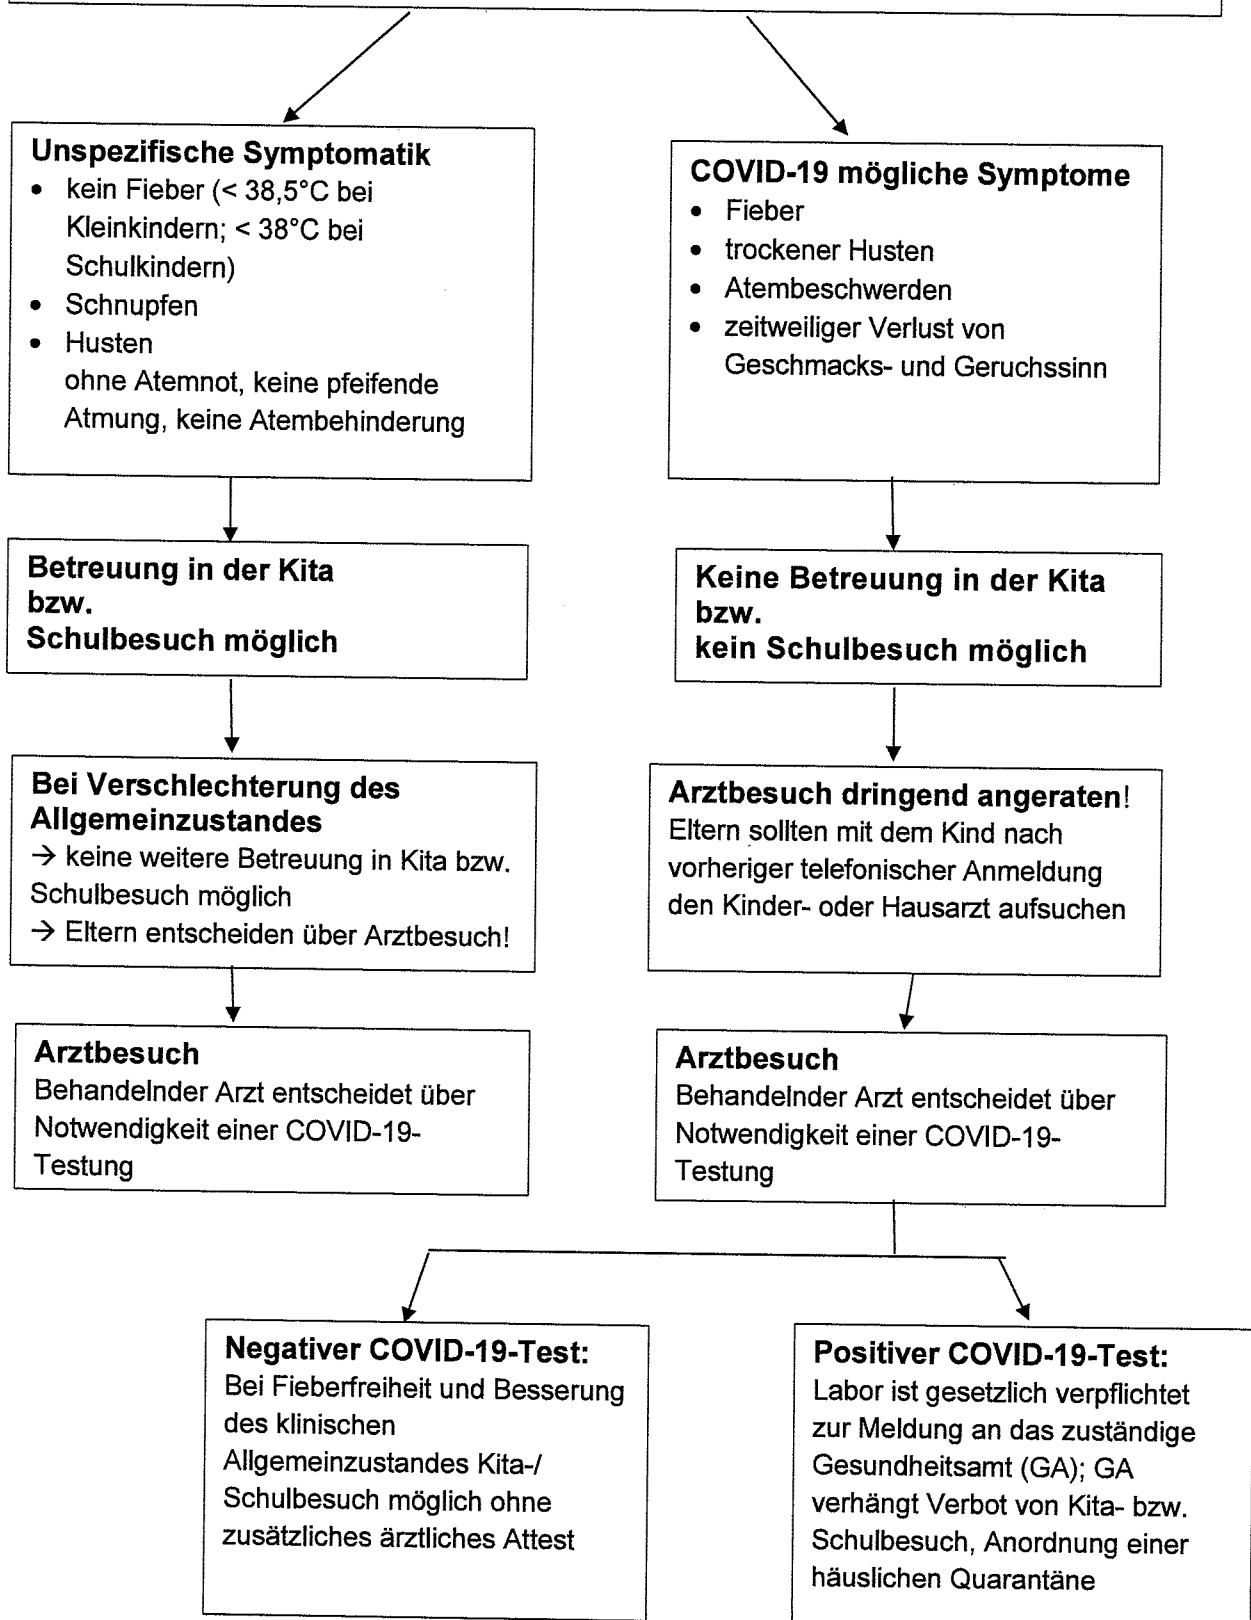 Unspezifische Symptomatik
• kein Fieber (< 38,5°C bei
Kleinkindern; < 38°C bei
Schulkindern)
• Schnupfen
• Husten
ohne Atemnot, keine pfeifende
Atmung, keine Atembehinderung
COVID-19 mögliche Symptome
• Fieber
• trockener Husten
• Atembeschwerden
• zeitweiliger Verlust von
Geschmacks- und Geruchssinn
Betreuung in der Kita
bzw.
Schulbesuch möglich
Keine Betreuung in der Kita
bzw.
kein Schulbesuch möglich
Bei Verschlechterung des
Allgemeinzustandes
→ keine weitere Betreuung in Kita bzw.
Schulbesuch möglich
→ Eltern entscheiden über Arztbesuch!
Arztbesuch dringend angeraten!
Eltern sollten mit dem Kind nach
vorheriger telefonischer Anmeldung
den Kinder- oder Hausarzt aufsuchen
Arztbesuch
Behandelnder Arzt entscheidet über
Notwendigkeit einer COVID-19-
Testung
Arztbesuch
Behandelnder Arzt entscheidet über
Notwendigkeit einer COVID-19-
Testung
Negativer COVID-19-Test:
Bei Fieberfreiheit und Besserung
des klinischen
Allgemeinzustandes Kita-/
Schulbesuch möglich ohne
zusätzliches ärztliches Attest
Positiver COVID-19-Test:
Labor ist gesetzlich verpflichtet
zur Meldung an das zuständige
Gesundheitsamt (GA); GA
verhängt Verbot von Kita- bzw.
Schulbesuch, Anordnung einer
häuslichen Quarantäne